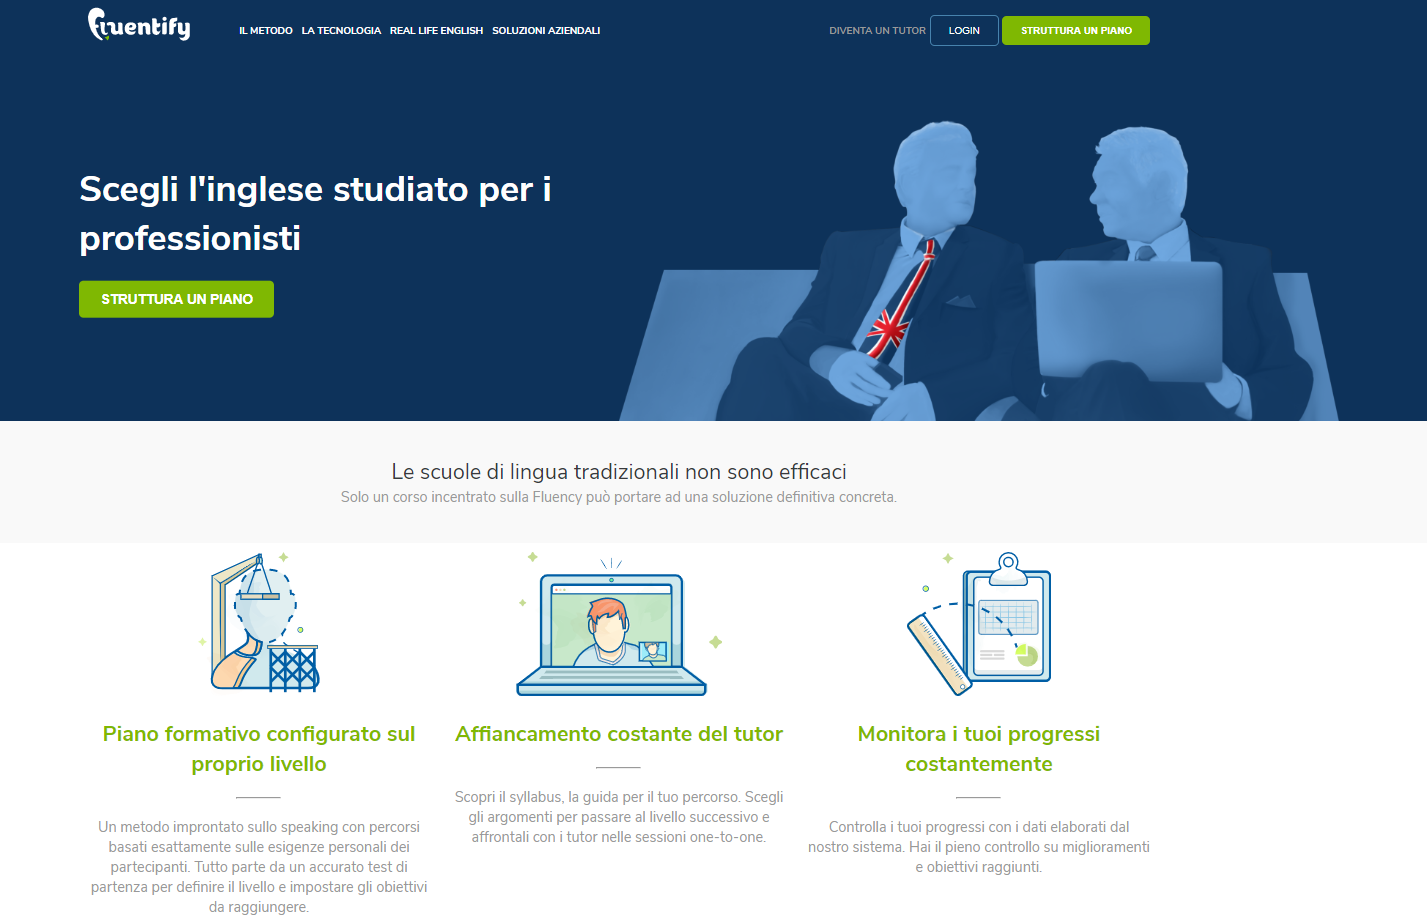 fluentify
IL METODO LA TECNOLOGIA REAL LIFE ENGLISH SOLUZIONI AZIENDALI DIVENTA UN TUTOR LOGIN STRUTTURA UN PIANO
Scegli l'inglese studiato per i
professionisti
STRUTTURA UN PIANO
Le scuole di lingua tradizionali non sono efficaci
Solo un corso incentrato sulla Fluency può portare ad una soluzione definitiva concreta.
Piano formativo configurato sul
proprio livello
Un metodo improntato sullo speaking con percorsi
basati esattamente sulle esigenze personali dei
partecipanti. Tutto parte da un accurato test di
partenza per definire il livello e impostare gli obiettivi
da raggiungere.
Affiancamento costante del tutor
Scopri il syllabus, la guida per il tuo percorso. Scegli
gli argomenti per passare al livello successivo e
affrontali con i tutor nelle sessioni one-to-one.
Monitora i tuoi progressi
costantemente
Controlla i tuoi progressi con i dati elaborati dal
nostro sistema. Hai il pieno controllo su miglioramenti
e obiettivi raggiunti.